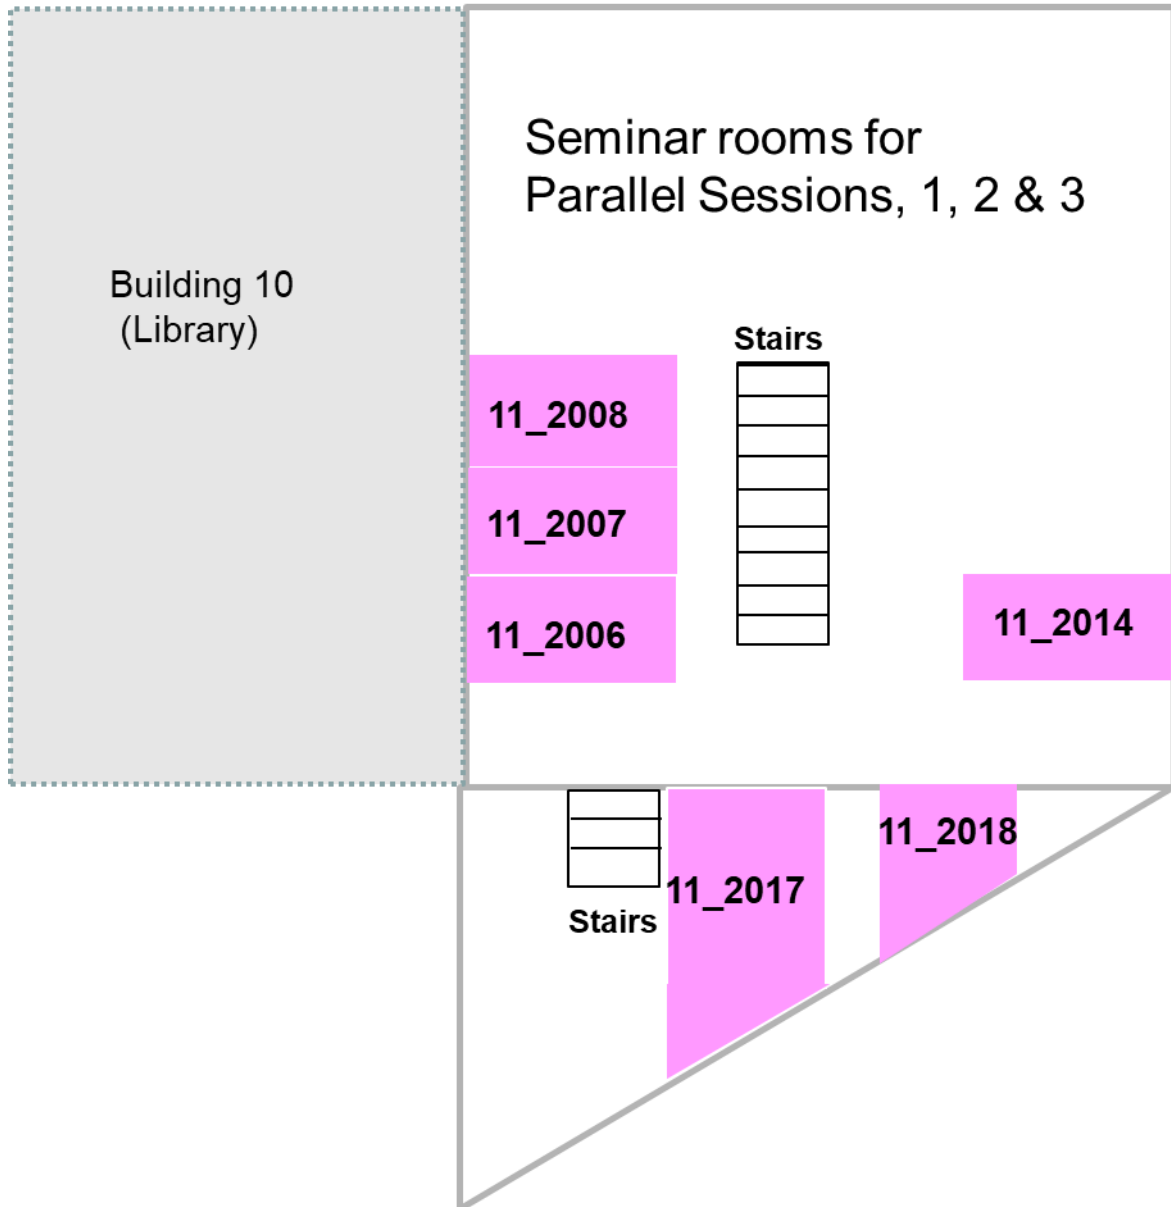 Seminar rooms for
Parallel Sessions, 1, 2 & 3
Building 10
(Library)
Stairs
11_2008
11_2007
11_2006
11_2014
11_2018
11_2017
Stairs